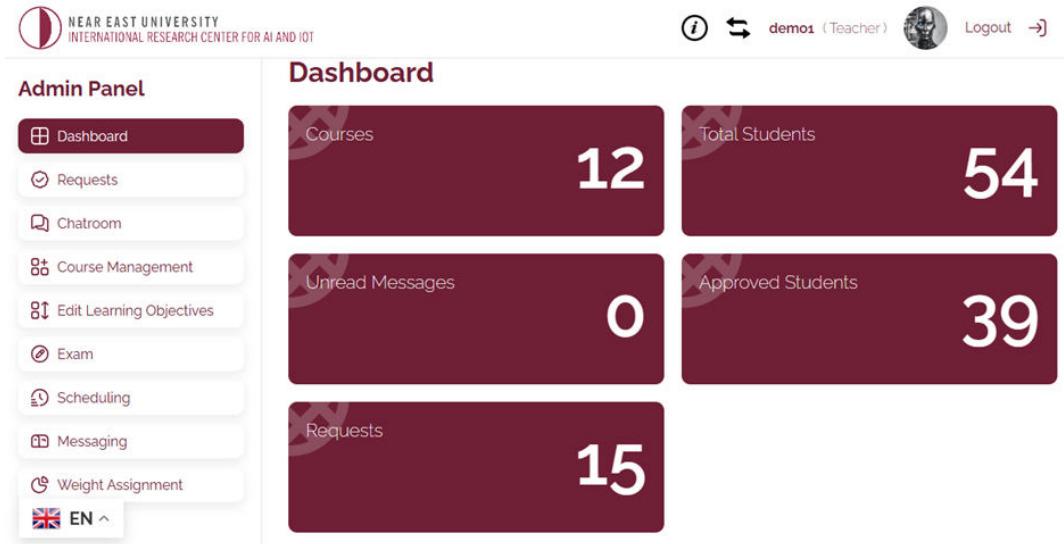 NEAR EAST UNIVERSITY
INTERNATIONAL RESEARCH CENTER FOR AI AND IOT
demo1 (Teacher)
Logout
Admin Panel
Dashboard
Requests
Chatroom
Course Management
Edit Learning Objectives
Exam
Scheduling
Messaging
Weight Assignment
EN
Dashboard
Courses
12
Total Students
54
Unread Messages
0
Approved Students
39
Requests
15